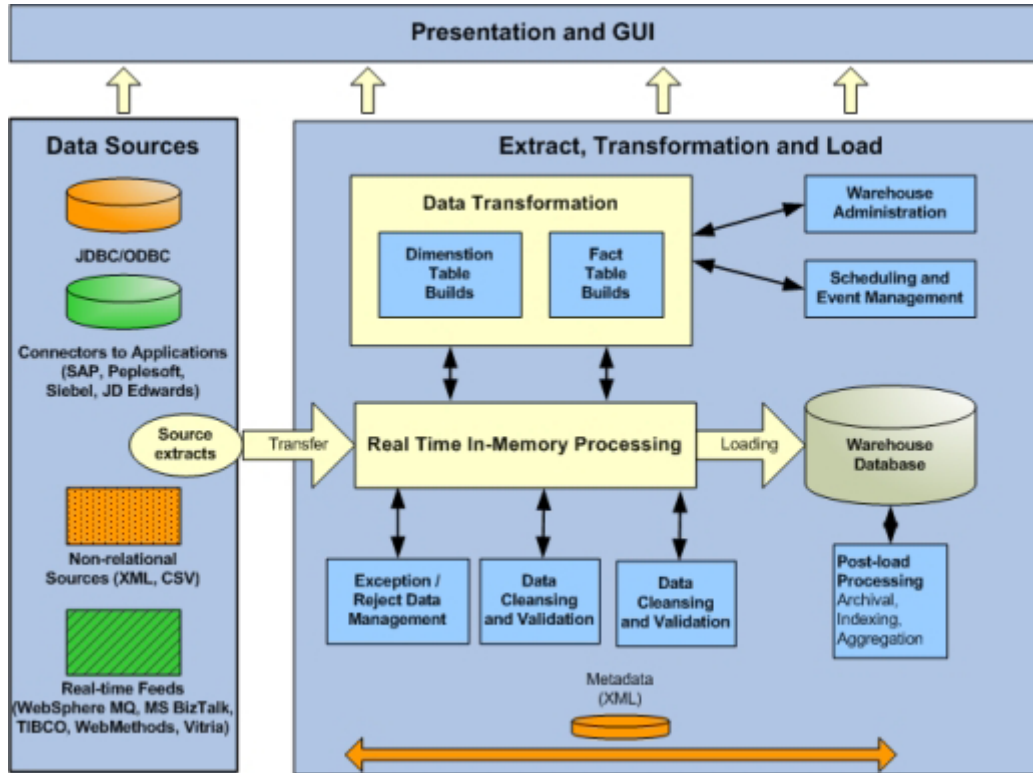 Presentation and GUI
Data Sources
JDBC/ODBC
Connectors to Applications
(SAP, Peplesoft,
Siebel, JD Edwards)
Source
extracts
Non-relational
Sources (XML, CSV)
Real-time Feeds
(WebSphere MQ, MS BizTalk,
TIBCO, WebMethods, Vitria)
Transfer
Extract, Transformation and Load
Data Transformation
Dimenstion
Table
Builds
Fact
Table
Builds
Warehouse
Administration
Scheduling and
Event Management
Real Time In-Memory Processing
Loading
Warehouse
Database
Exception /
Reject Data
Management
Data
Cleansing
and Validation
Data
Cleansing
and Validation
Post-load
Processing
Archival,
Indexing,
Aggregation
Metadata
(XML)